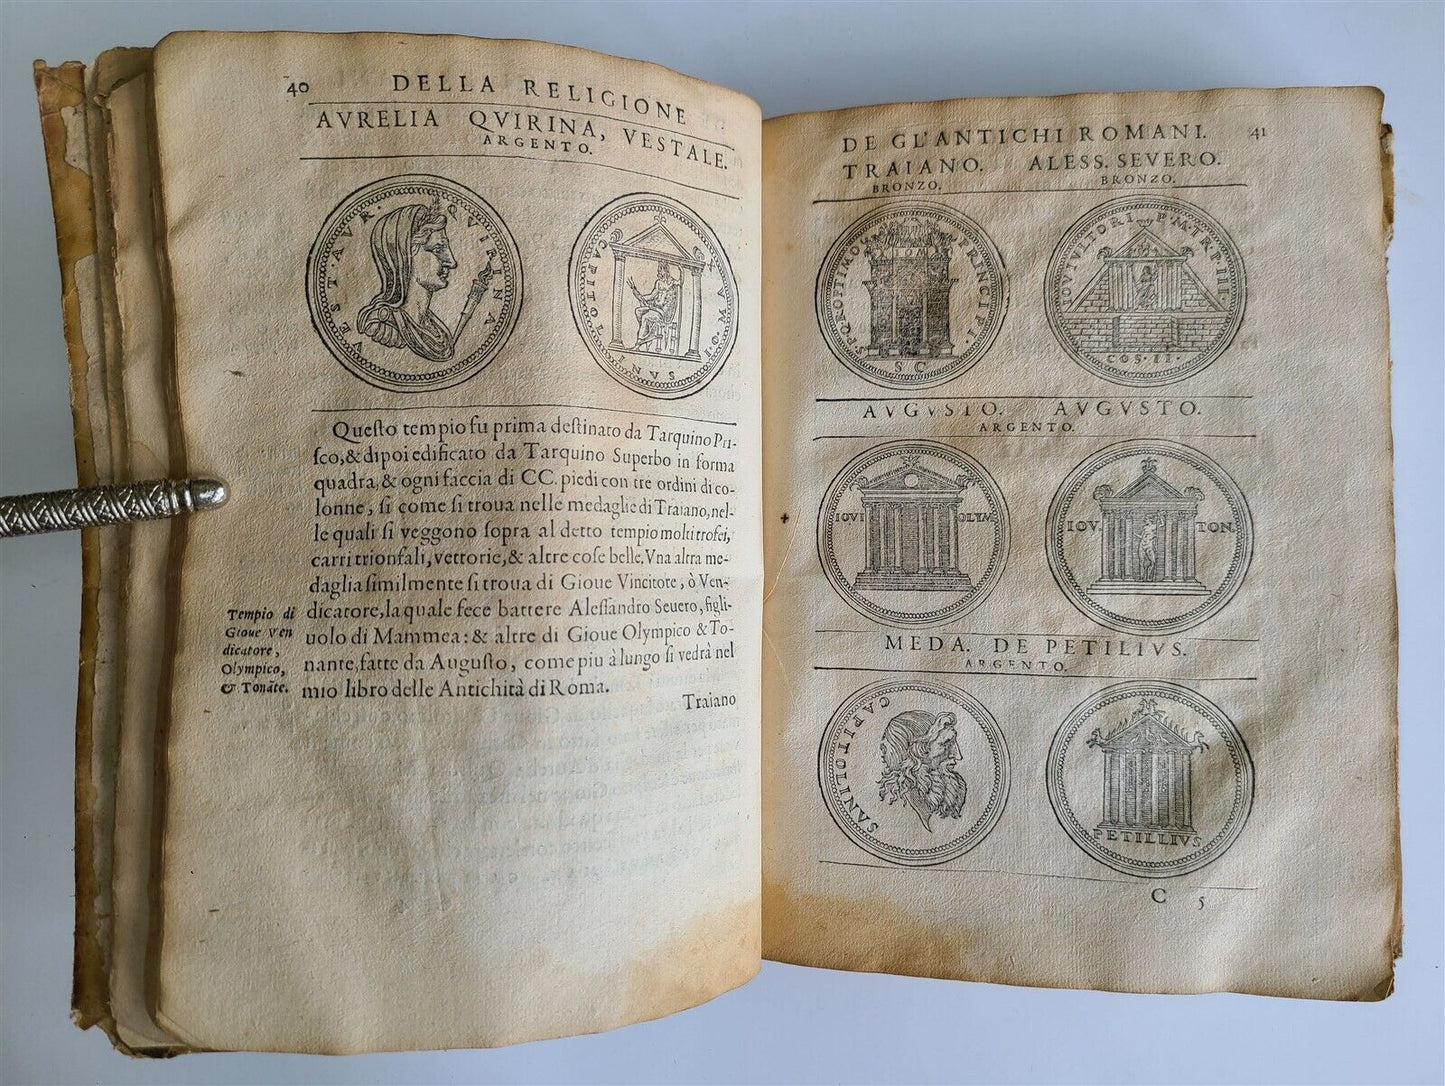 40 DELLA RELIGIONE
AVRELIA QVIRINA, VESTALE.
ARGENTO.
VEST. AVR. QVIRINA
I. O. M. V. X
CAPITO
NVS
Queſto tempio fu prima deſtinato da Tarquino Pri-
ſco, & dipoi edificato da Tarquino Superbo in forma
quadra, & ogni faccia di CC. piedi con tre ordini di co-
lonne, ſi come ſi troua nelle medaglie di Traiano, nel-
le quali ſi veggono ſopra al detto tempio molti trofei,
carri trionfali, vettorie, & altre coſe belle. Vna altra me-
daglia ſimilmente ſi troua di Gioue Vincitore, ò Ven-
dicatore, la quale fece battere Aleſſandro Seuero, figli-
uolo di Mammea: & altre di Gioue Olympico & To-
nante, fatte da Auguſto, come piu à lungo ſi vedrà nel
mio libro delle Antichità di Roma.
Tempio di
Gioue Ven
dicatore,
Olympico,
& Tonãte.
Traiano
DE GL'ANTICHI ROMANI. 41
TRAIANO. ALESS. SEVERO.
BRONZO. BRONZO.
S.P.Q.R.OPTIMO PRINCIPI
S C
IOVI VLTORI P.M.TR.P.III.
COS. II.
AVGVSTO. AVGVSTO.
ARGENTO.
IOVI OLYM
IOV. TON.
MEDA. DE PETILIVS.
ARGENTO.
CAPITOLINVS
PETILLIVS
C 5